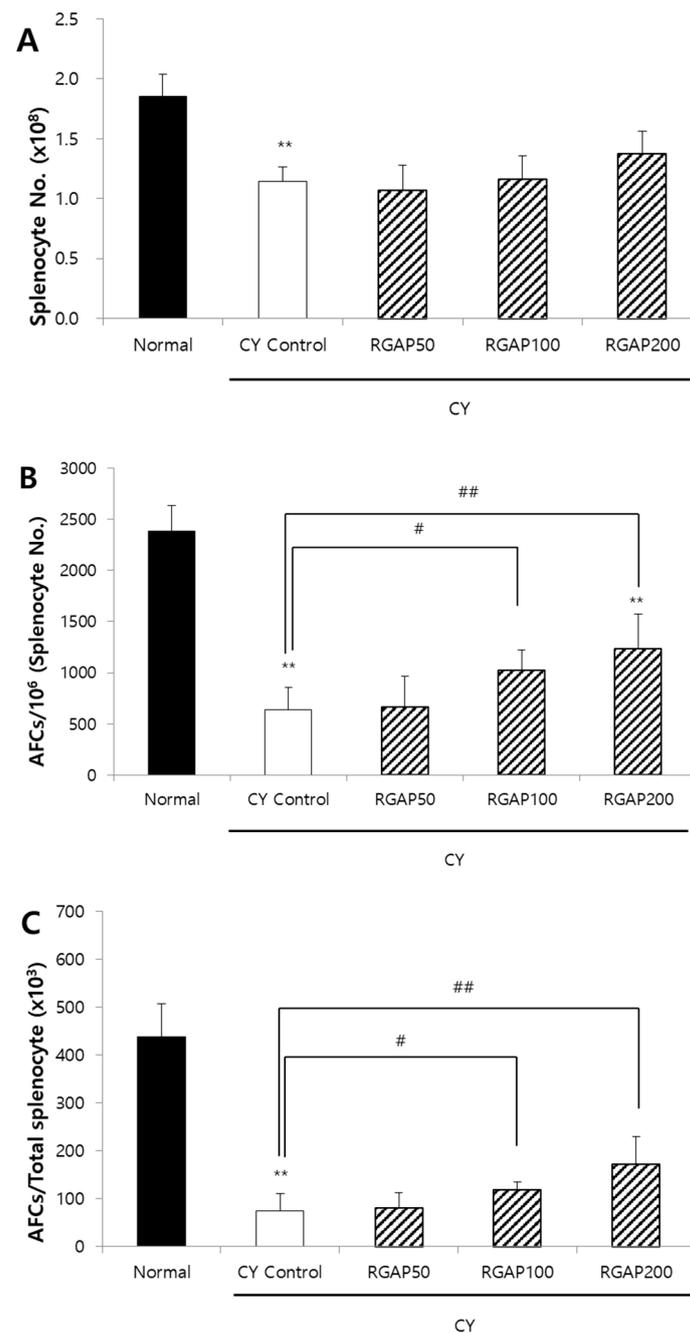 A
Splenocyte No. (x10⁸)
2.5
2.0
1.5
1.0
0.5
0.0
**
Normal
CY Control
RGAP50
RGAP100
RGAP200
CY
B
AFCs/10⁶ (Splenocyte No.)
3000
2500
2000
1500
1000
500
0
##
#
**
**
Normal
CY Control
RGAP50
RGAP100
RGAP200
CY
C
AFCs/Total splenocyte (x10³)
700
600
500
400
300
200
100
0
##
#
**
Normal
CY Control
RGAP50
RGAP100
RGAP200
CY